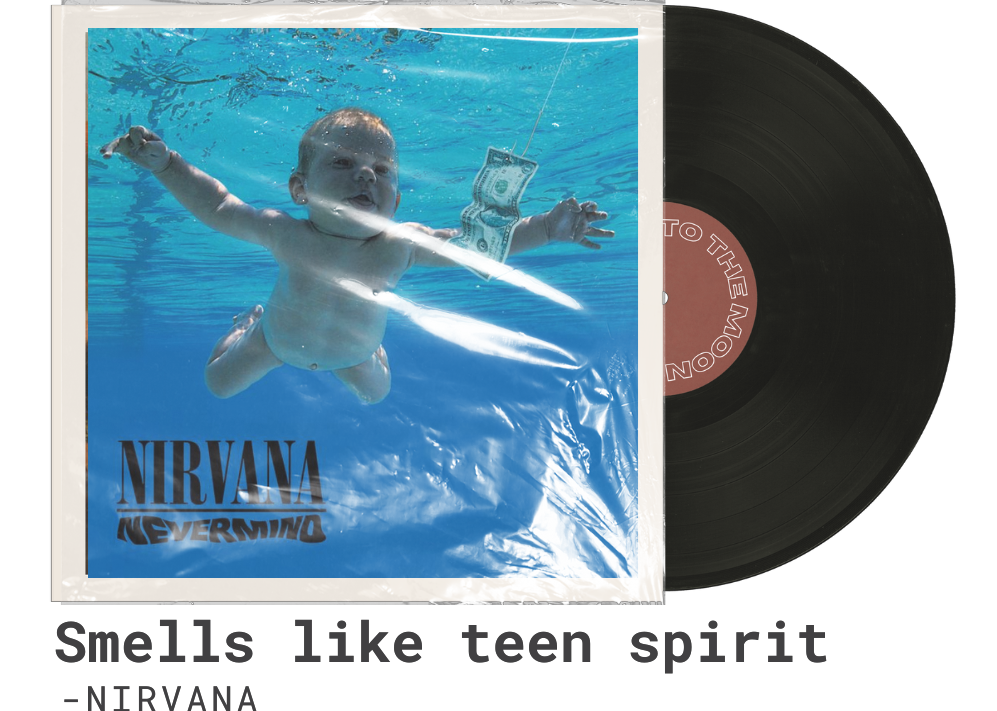 TO THE MOON
NIRVANA
NEVERMIND
Smells like teen spirit
-NIRVANA